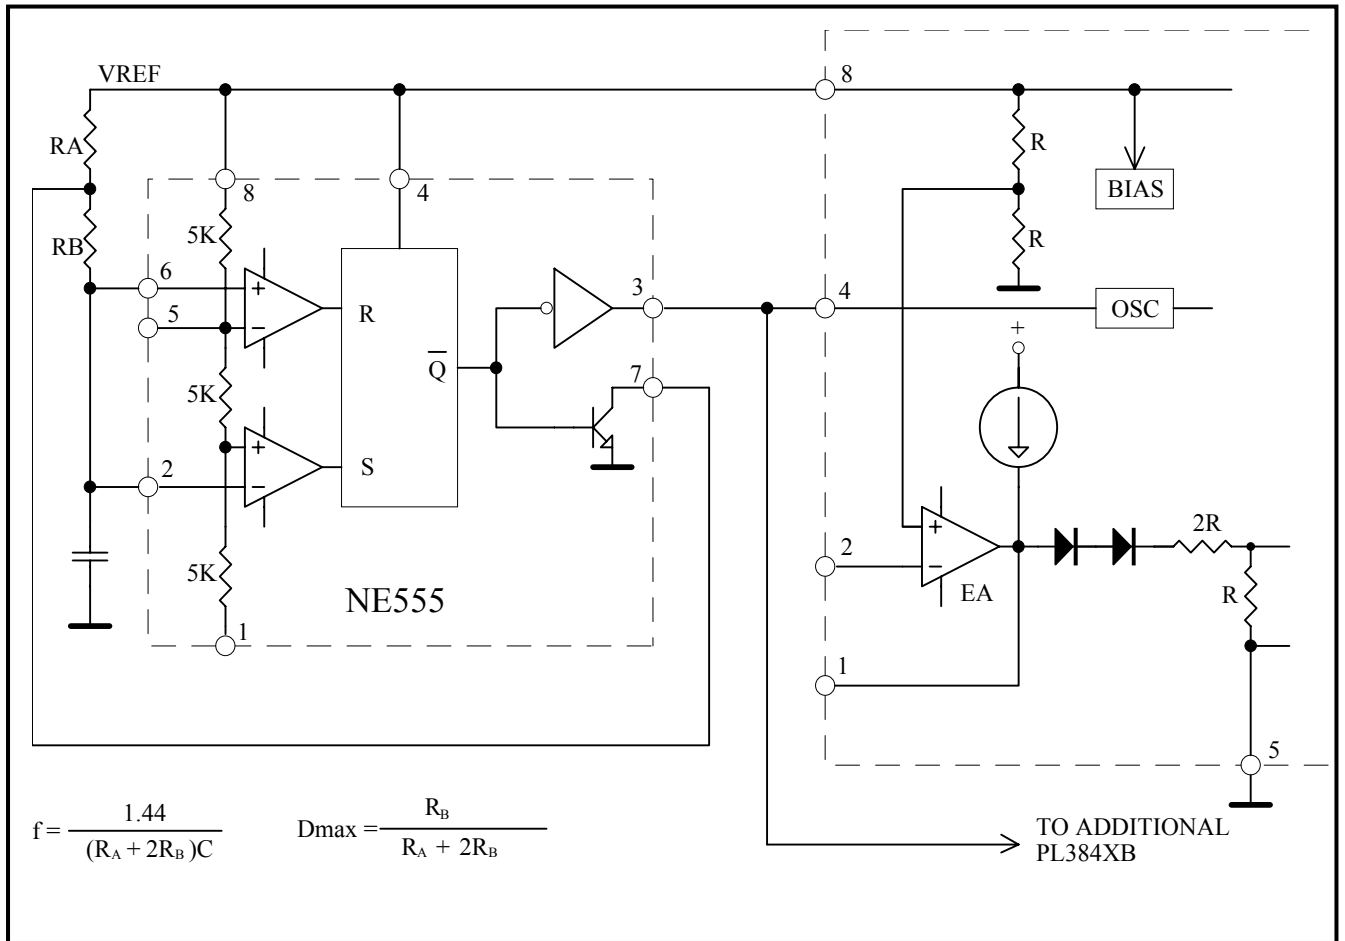 VREF
8
RA
R
8
4
BIAS
5K
RB
R
6
3
4
+
R
OSC
5
−
+
Q̅
7
5K
+
S
2
−
2R
+
2
5K
−
EA
R
NE555
1
1
5
f = 1.44 / (RA + 2RB)C
Dmax = RB / RA + 2RB
TO ADDITIONAL
PL384XB